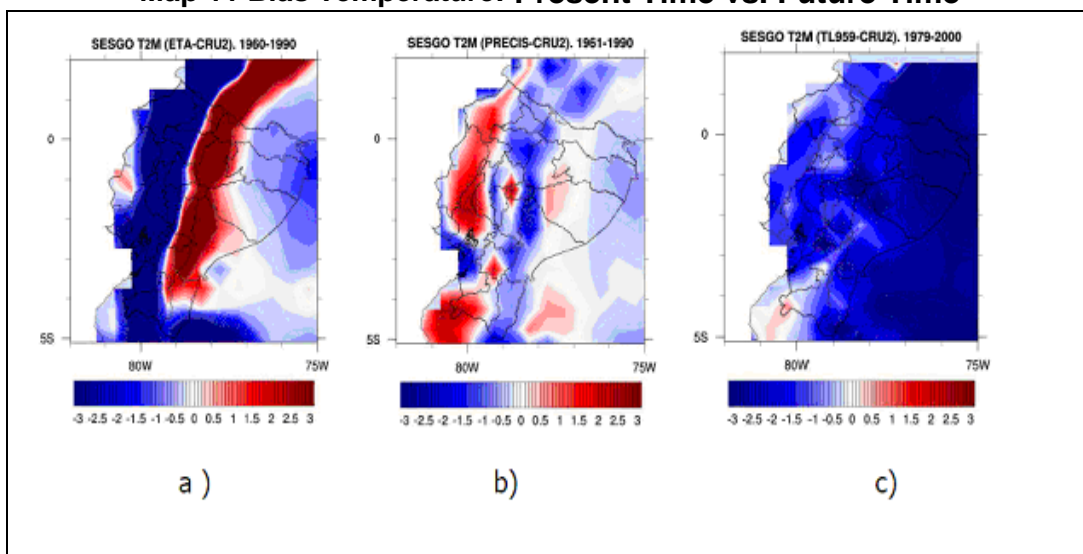 Bias Temperature. Present Time vs. Future Time
SESGO T2M (ETA-CRU2). 1960-1990
0
5S
80W
75W
-3 -2.5 -2 -1.5 -1 -0.5 0 0.5 1 1.5 2 2.5 3
a )
SESGO T2M (PRECIS-CRU2). 1961-1990
0
5S
80W
75W
-3 -2.5 -2 -1.5 -1 -0.5 0 0.5 1 1.5 2 2.5 3
b)
SESGO T2M (TL959-CRU2). 1979-2000
0
5S
80W
75W
-3 -2.5 -2 -1.5 -1 -0.5 0 0.5 1 1.5 2 2.5 3
c)